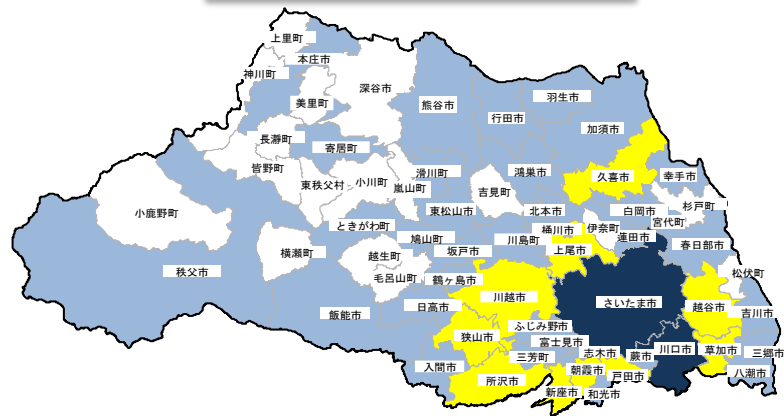 上里町
本庄市
神川町
深谷市
美里町
羽生市
熊谷市
行田市
加須市
長瀞町
寄居町
皆野町
滑川町
鴻巣市
久喜市
幸手市
東秩父村
小川町
嵐山町
吉見町
杉戸町
小鹿野町
東松山市
北本市
白岡市
宮代町
ときがわ町
桶川市
伊奈町
蓮田市
鳩山町
川島町
春日部市
横瀬町
越生町
坂戸市
上尾市
秩父市
毛呂山町
鶴ヶ島市
松伏町
川越市
さいたま市
越谷市
日高市
吉川市
飯能市
ふじみ野市
狭山市
富士見市
三芳町
志木市
蕨市
川口市
草加市
三郷市
入間市
朝霞市
戸田市
八潮市
所沢市
新座市
和光市